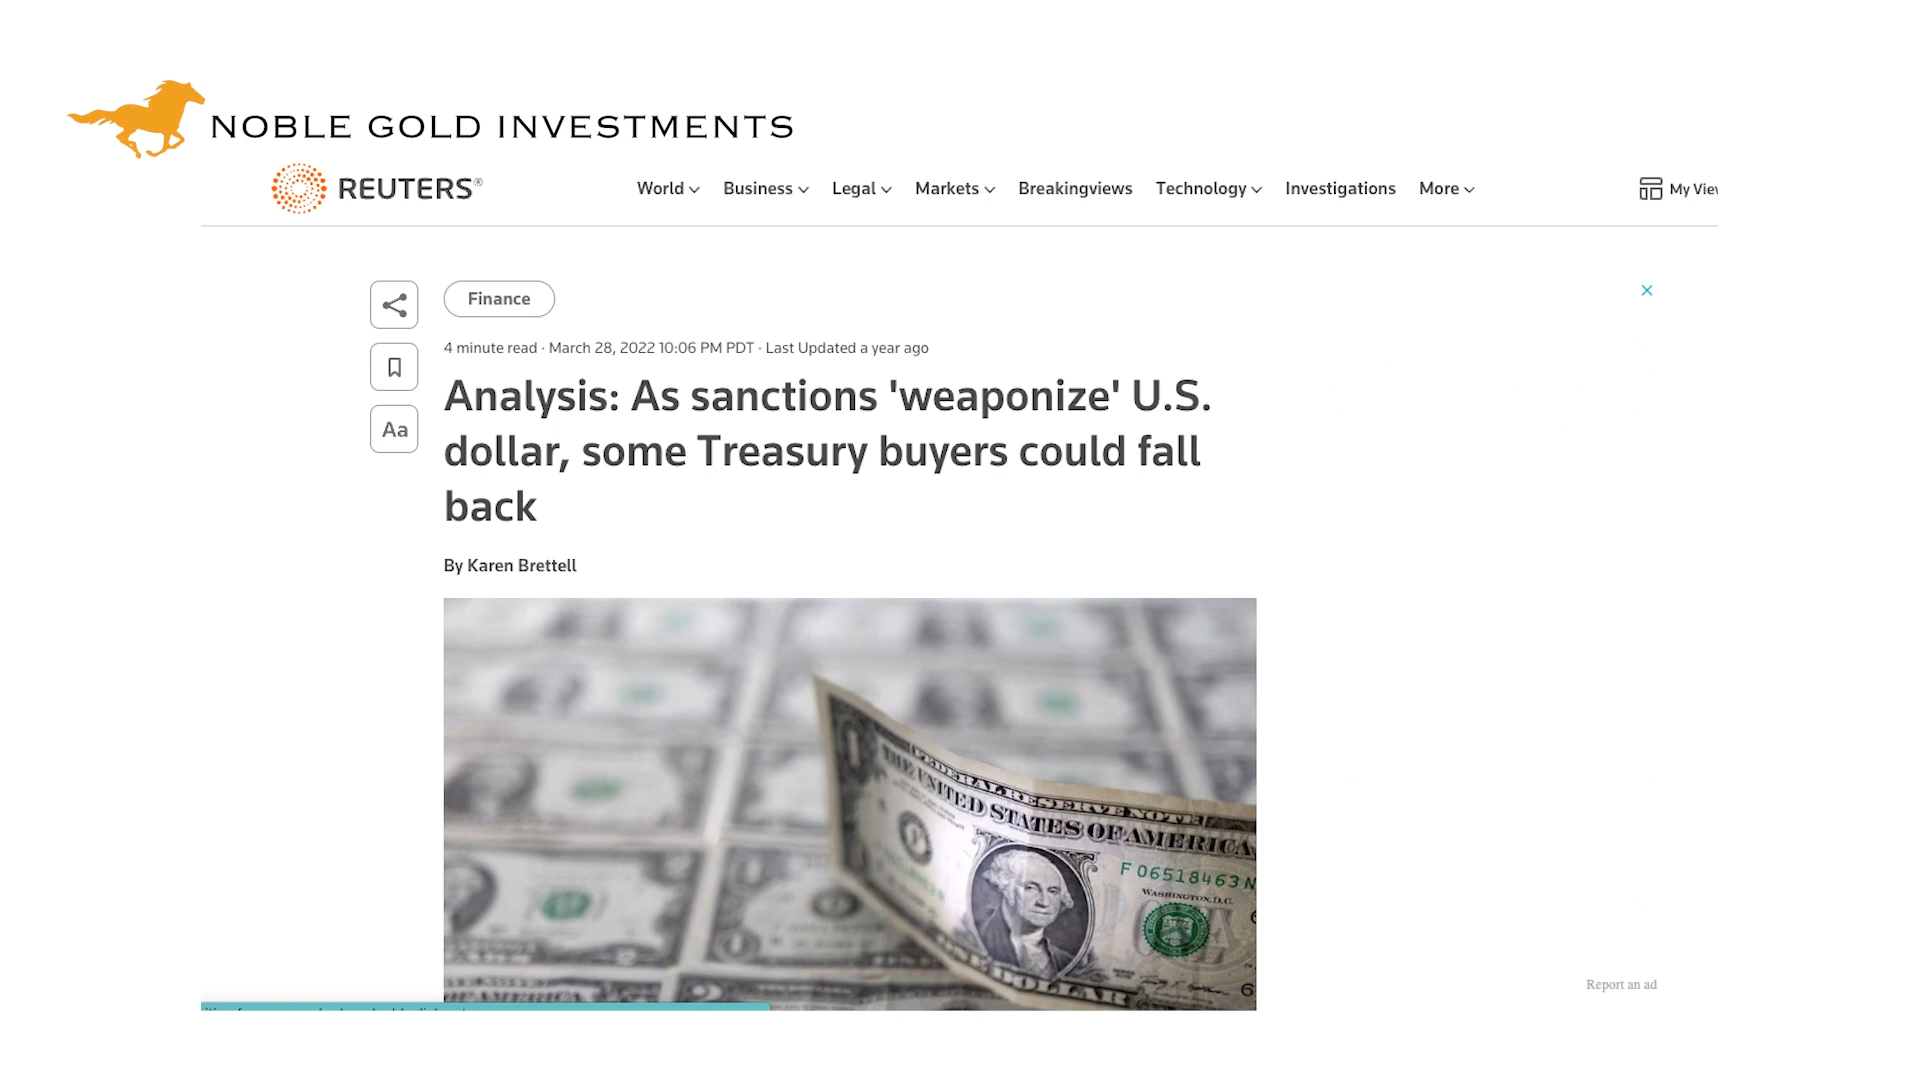 NOBLE GOLD INVESTMENTS
REUTERS®
World Business Legal Markets Breakingviews Technology Investigations More
Finance
4 minute read · March 28, 2022 10:06 PM PDT · Last Updated a year ago
Analysis: As sanctions 'weaponize' U.S.
dollar, some Treasury buyers could fall
back
Aa
By Karen Brettell
FEDERAL RESERVE NOTE
THE UNITED STATES OF AMERICA
F 06518463 N
WASHINGTON, D.C.
ONE DOLLAR
Report an ad